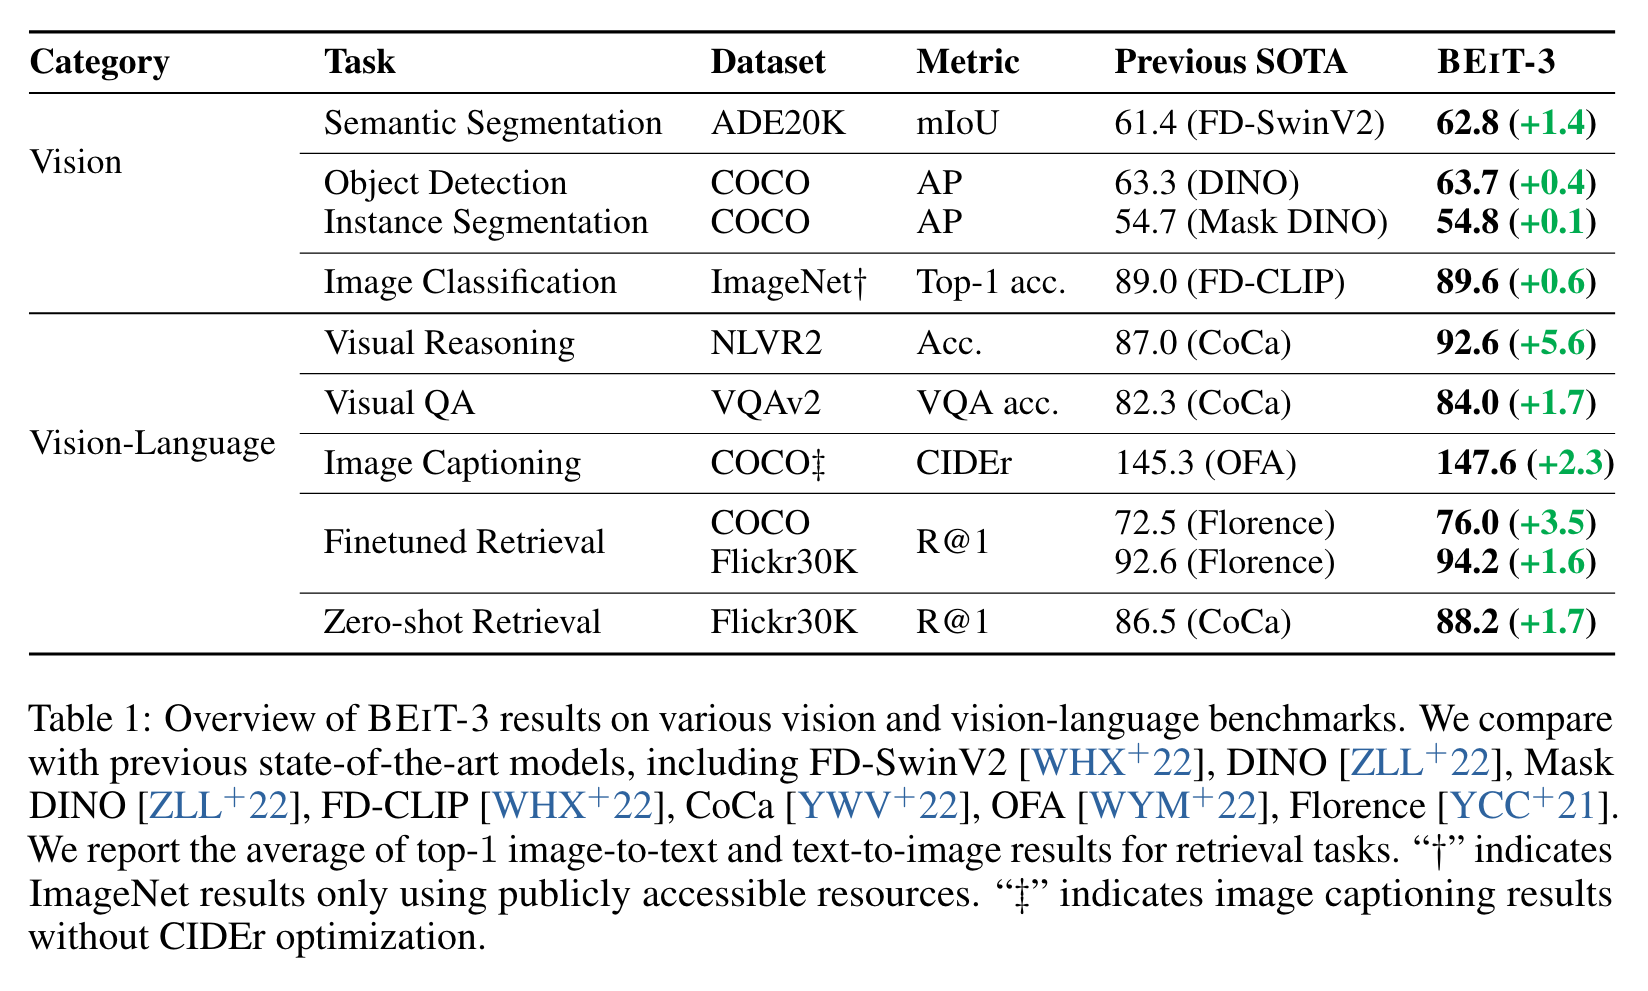 Category Task Dataset Metric Previous SOTA BEIT-3
Semantic Segmentation ADE20K mIoU 61.4 (FD-SwinV2) 62.8 (+1.4)
Vision
Object Detection COCO AP 63.3 (DINO) 63.7 (+0.4)
Instance Segmentation COCO AP 54.7 (Mask DINO) 54.8 (+0.1)
Image Classification ImageNet† Top-1 acc. 89.0 (FD-CLIP) 89.6 (+0.6)
Visual Reasoning NLVR2 Acc. 87.0 (CoCa) 92.6 (+5.6)
Visual QA VQAv2 VQA acc. 82.3 (CoCa) 84.0 (+1.7)
Vision-Language
Image Captioning COCO‡ CIDEr 145.3 (OFA) 147.6 (+2.3)
COCO 72.5 (Florence) 76.0 (+3.5)
Finetuned Retrieval R@1
Flickr30K 92.6 (Florence) 94.2 (+1.6)
Zero-shot Retrieval Flickr30K R@1 86.5 (CoCa) 88.2 (+1.7)
Table 1: Overview of BEIT-3 results on various vision and vision-language benchmarks. We compare
with previous state-of-the-art models, including FD-SwinV2 [WHX+22], DINO [ZLL+22], Mask
DINO [ZLL+22], FD-CLIP [WHX+22], CoCa [YWV+22], OFA [WYM+22], Florence [YCC+21].
We report the average of top-1 image-to-text and text-to-image results for retrieval tasks. “†” indicates
ImageNet results only using publicly accessible resources. “‡” indicates image captioning results
without CIDEr optimization.